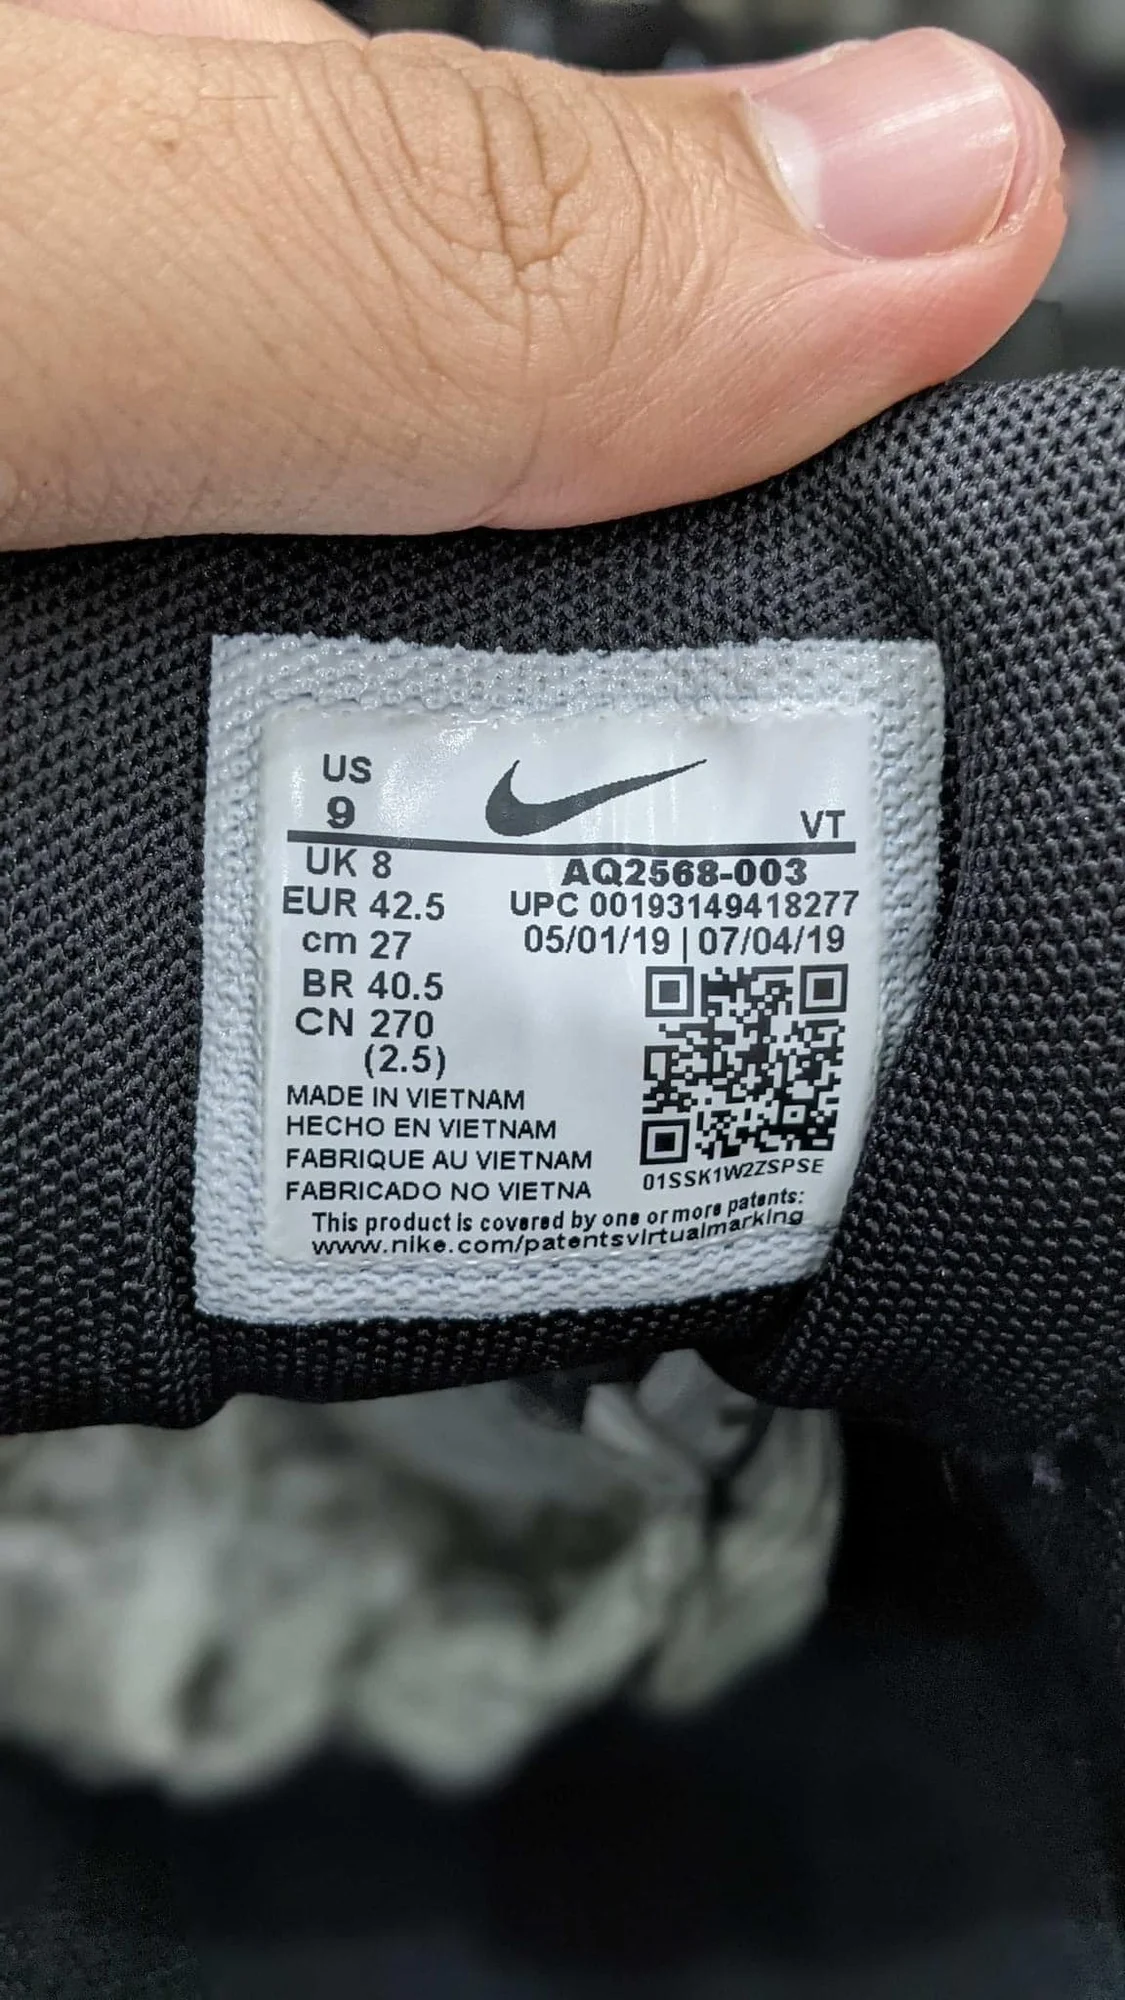 US
9
VT
UK 8
EUR 42.5
cm 27
BR 40.5
CN 270
(2.5)
AQ2568-003
UPC 00193149418277
05/01/19 | 07/04/19
01SSK1W2ZSPSE
MADE IN VIETNAM
HECHO EN VIETNAM
FABRIQUE AU VIETNAM
FABRICADO NO VIETNA
This product is covered by one or more patents:
www.nike.com/patentsvirtualmarking